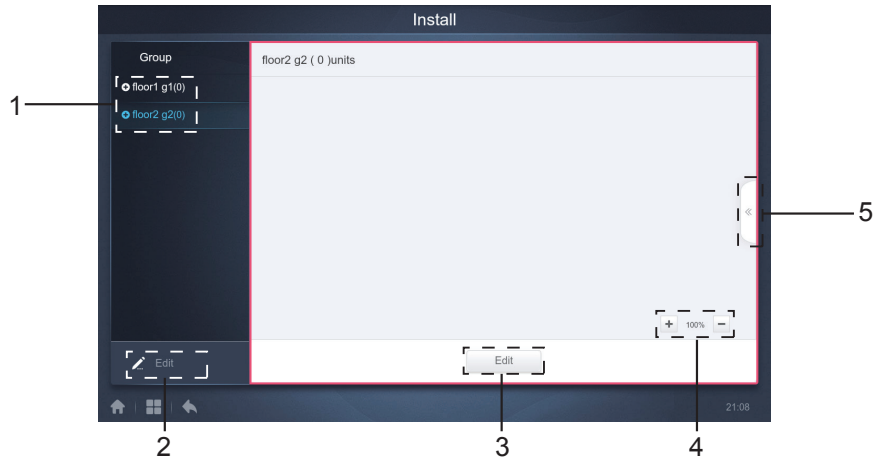 Install
Group
floor1 g1(0)
floor2 g2(0)
floor2 g2 ( 0 )units
1
5
+ 100% −
Edit
Edit
21:08
2
3
4